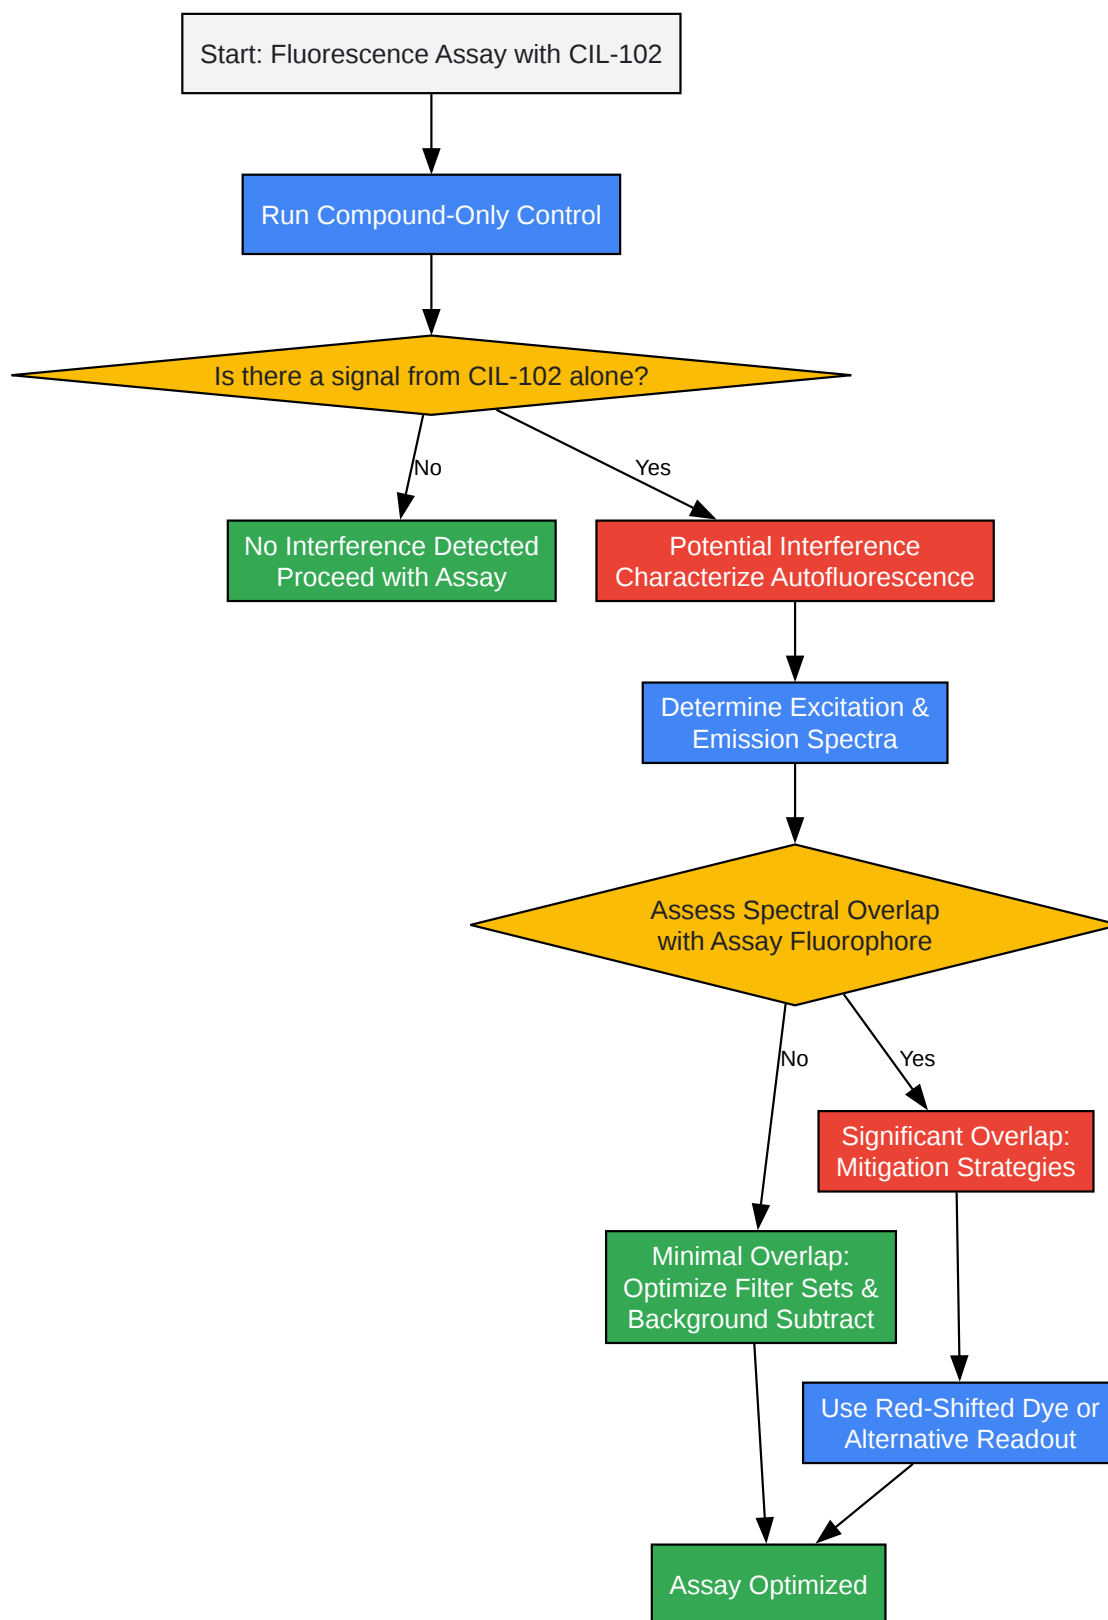 Start: Fluorescence Assay with CIL-102
Run Compound-Only Control
Is there a signal from CIL-102 alone?
No
Yes
No Interference Detected
Proceed with Assay
Potential Interference
Characterize Autofluorescence
Determine Excitation &
Emission Spectra
Assess Spectral Overlap
with Assay Fluorophore
No
Yes
Significant Overlap:
Mitigation Strategies
Minimal Overlap:
Optimize Filter Sets &
Background Subtract
Use Red-Shifted Dye or
Alternative Readout
Assay Optimized